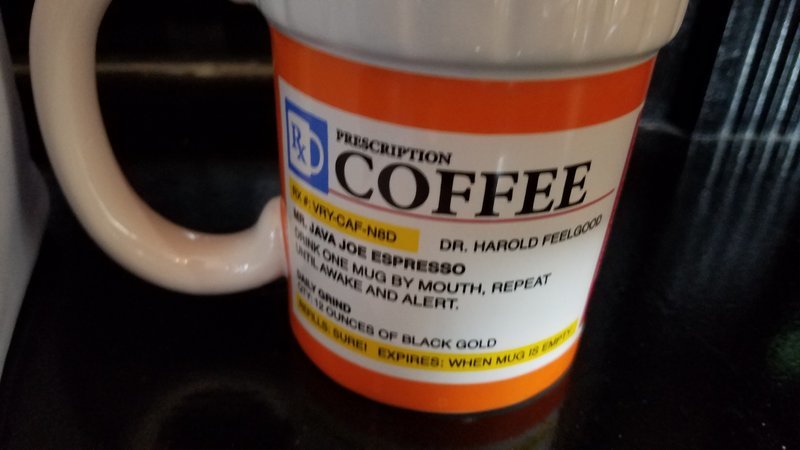 Rx
PRESCRIPTION
COFFEE
RX #: VRY-CAF-N8D
DR. HAROLD FEELGOOD
MR. JAVA JOE ESPRESSO
DRINK ONE MUG BY MOUTH, REPEAT
UNTIL AWAKE AND ALERT.
DAILY GRIND
QTY: 12 OUNCES OF BLACK GOLD
REFILLS: SURE! EXPIRES: WHEN MUG IS EMPTY